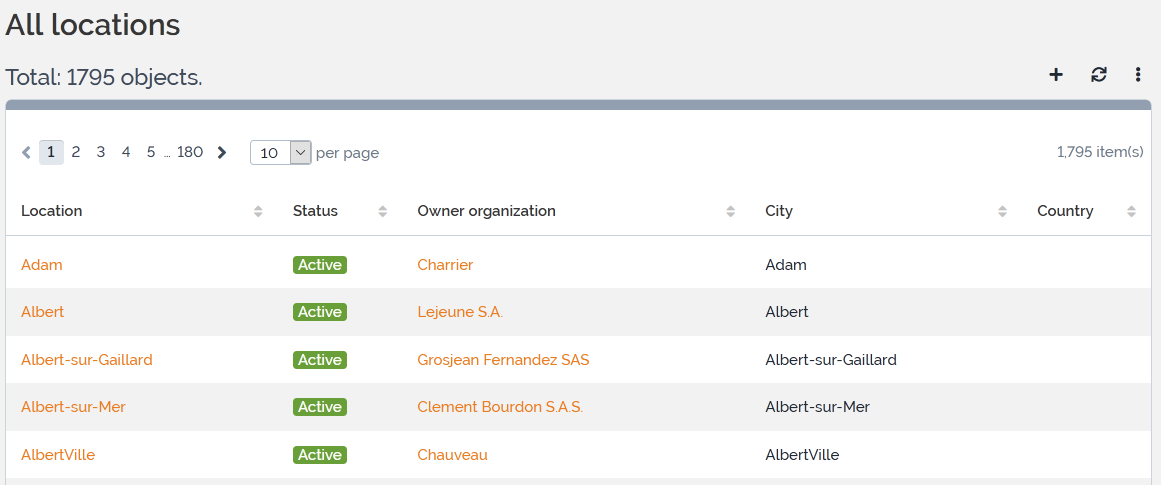 All locations
Total: 1795 objects.
1 2 3 4 5 ... 180 10 per page 1,795 item(s)
Location Status Owner organization City Country
Adam Active Charrier Adam
Albert Active Lejeune S.A. Albert
Albert-sur-Gaillard Active Grosjean Fernandez SAS Albert-sur-Gaillard
Albert-sur-Mer Active Clement Bourdon S.A.S. Albert-sur-Mer
AlbertVille Active Chauveau AlbertVille